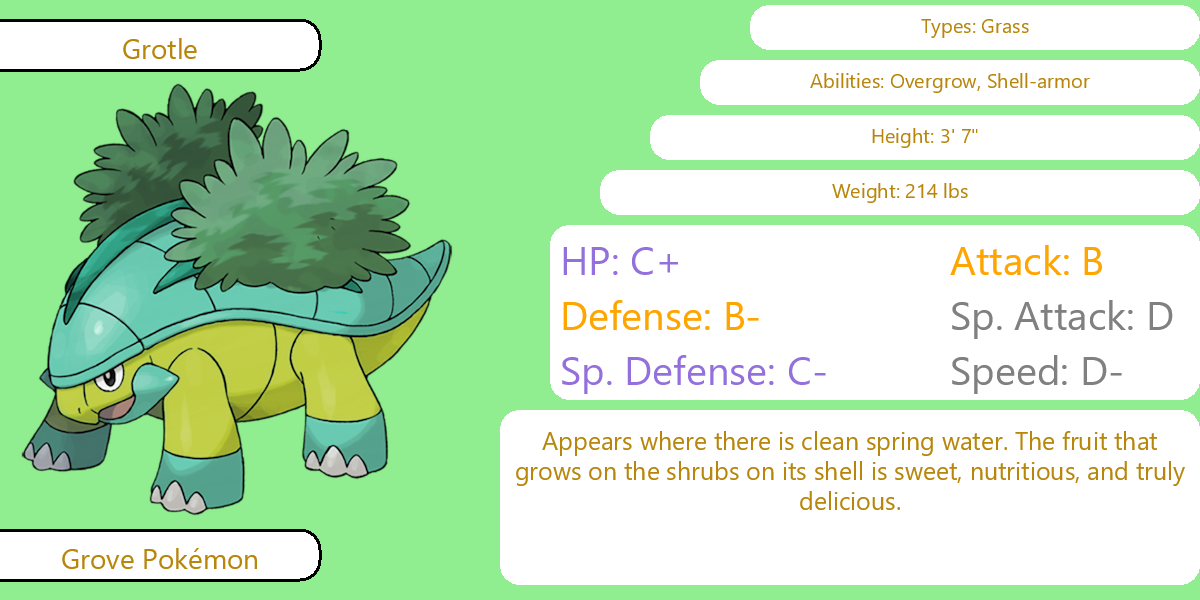 Grotle
Types: Grass
Abilities: Overgrow, Shell-armor
Height: 3' 7"
Weight: 214 lbs
HP: C+
Attack: B
Defense: B-
Sp. Attack: D
Sp. Defense: C-
Speed: D-
Appears where there is clean spring water. The fruit that
grows on the shrubs on its shell is sweet, nutritious, and truly
delicious.
Grove Pokémon